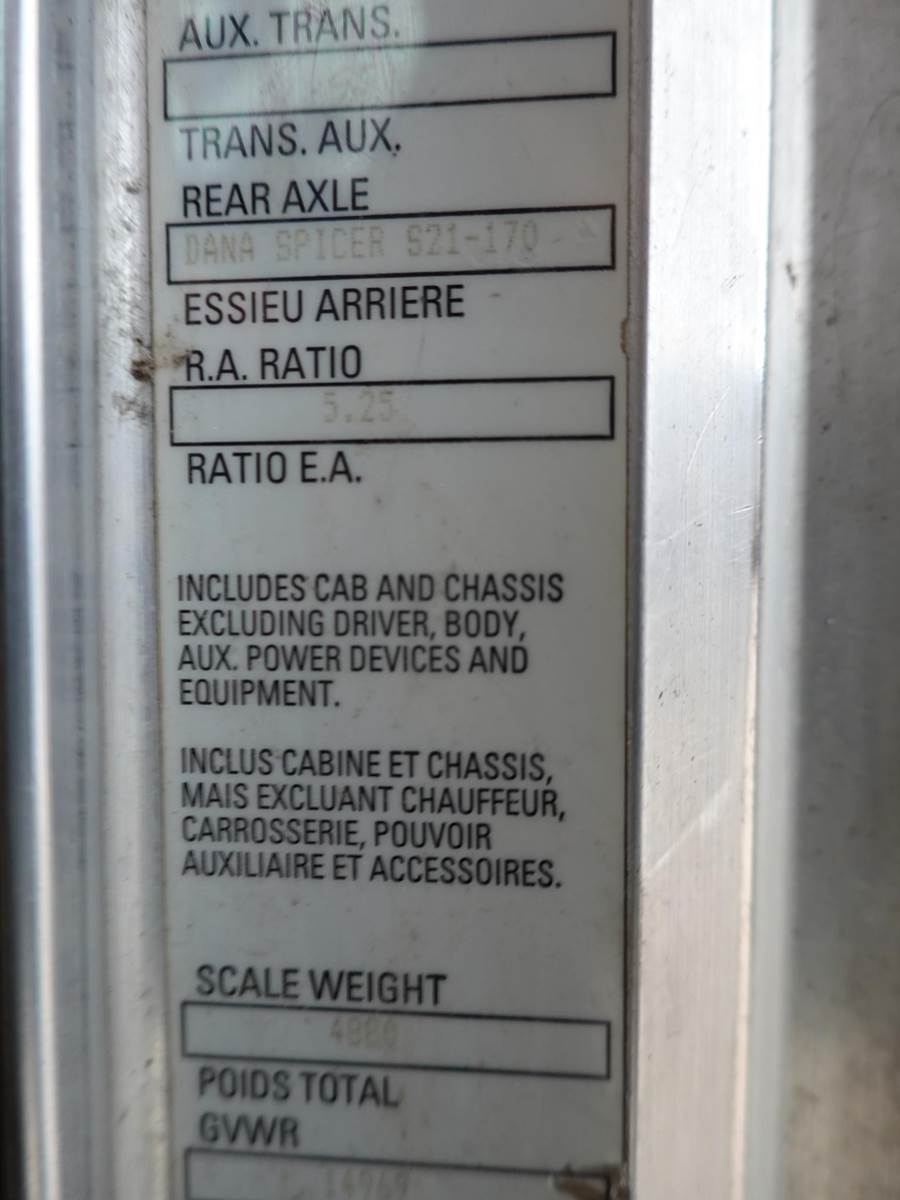 AUX. TRANS.
TRANS. AUX.
REAR AXLE
DANA SPICER S21-170
ESSIEU ARRIERE
R.A. RATIO
5.25
RATIO E.A.
INCLUDES CAB AND CHASSIS
EXCLUDING DRIVER, BODY,
AUX. POWER DEVICES AND
EQUIPMENT.
INCLUS CABINE ET CHASSIS,
MAIS EXCLUANT CHAUFFEUR,
CARROSSERIE, POUVOIR
AUXILIAIRE ET ACCESSOIRES.
SCALE WEIGHT
POIDS TOTAL
GVWR
14969